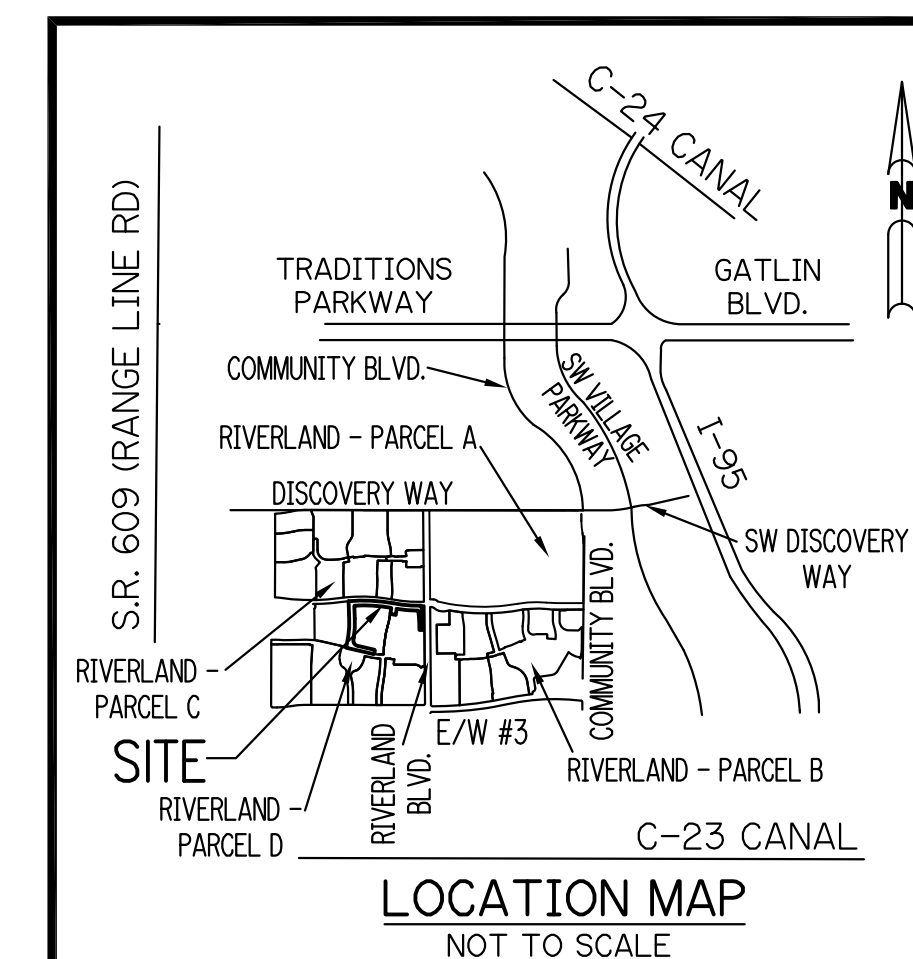 C-24 CANAL
N
S.R. 609 (RANGE LINE RD)
TRADITIONS
PARKWAY
GATLIN
BLVD.
COMMUNITY BLVD.
SW VILLAGE
PARKWAY
RIVERLAND - PARCEL A
I-95
DISCOVERY WAY
SW DISCOVERY
WAY
COMMUNITY BLVD.
RIVERLAND -
PARCEL C
SITE
RIVERLAND
BLVD.
E/W #3
RIVERLAND - PARCEL B
RIVERLAND -
PARCEL D
C-23 CANAL
LOCATION MAP
NOT TO SCALE